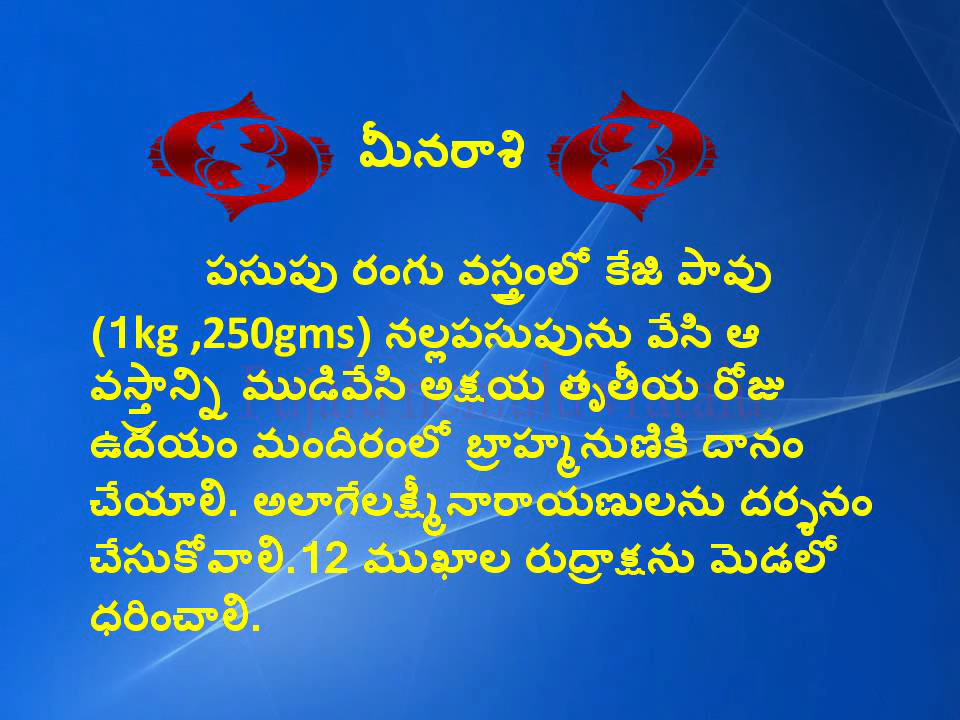 మీనరాశి
పసుపు రంగు వస్త్రంలో కేజి పావు
(1kg ,250gms) నల్లపసుపును వేసి ఆ
వస్త్రాన్ని ముడివేసి అక్షయ తృతీయ రోజు
ఉదయం మందిరంలో బ్రాహ్మనుణికి దానం
చేయాలి. అలాగేలక్ష్మీనారాయణులను దర్శనం
చేసుకోవాలి.12 ముఖాల రుద్రాక్షను మెడలో
ధరించాలి.